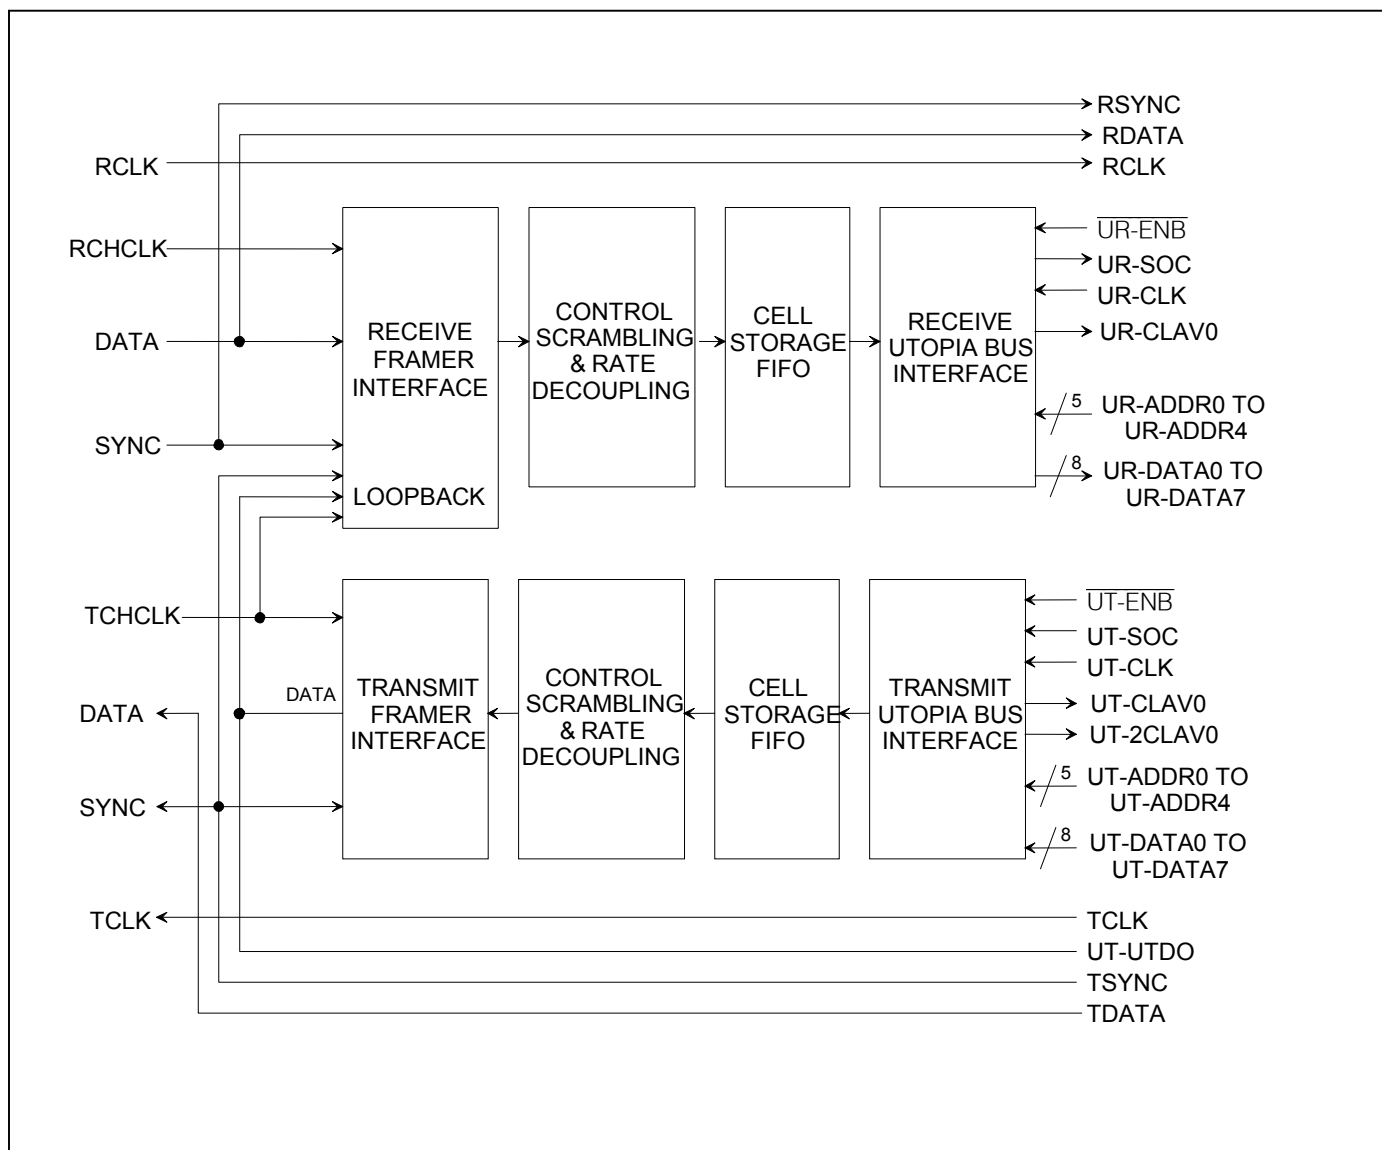 RSYNC
RDATA
RCLK
RCLK
RCHCLK
DATA
SYNC
RECEIVE
FRAMER
INTERFACE
LOOPBACK
CONTROL
SCRAMBLING
& RATE
DECOUPLING
CELL
STORAGE
FIFO
RECEIVE
UTOPIA BUS
INTERFACE
UR-ENB
UR-SOC
UR-CLK
UR-CLAV0
5
UR-ADDR0 TO
UR-ADDR4
8
UR-DATA0 TO
UR-DATA7
TCHCLK
DATA
SYNC
TCLK
DATA
TRANSMIT
FRAMER
INTERFACE
CONTROL
SCRAMBLING
& RATE
DECOUPLING
CELL
STORAGE
FIFO
TRANSMIT
UTOPIA BUS
INTERFACE
UT-ENB
UT-SOC
UT-CLK
UT-CLAV0
UT-2CLAV0
5
UT-ADDR0 TO
UT-ADDR4
8
UT-DATA0 TO
UT-DATA7
TCLK
UT-UTDO
TSYNC
TDATA